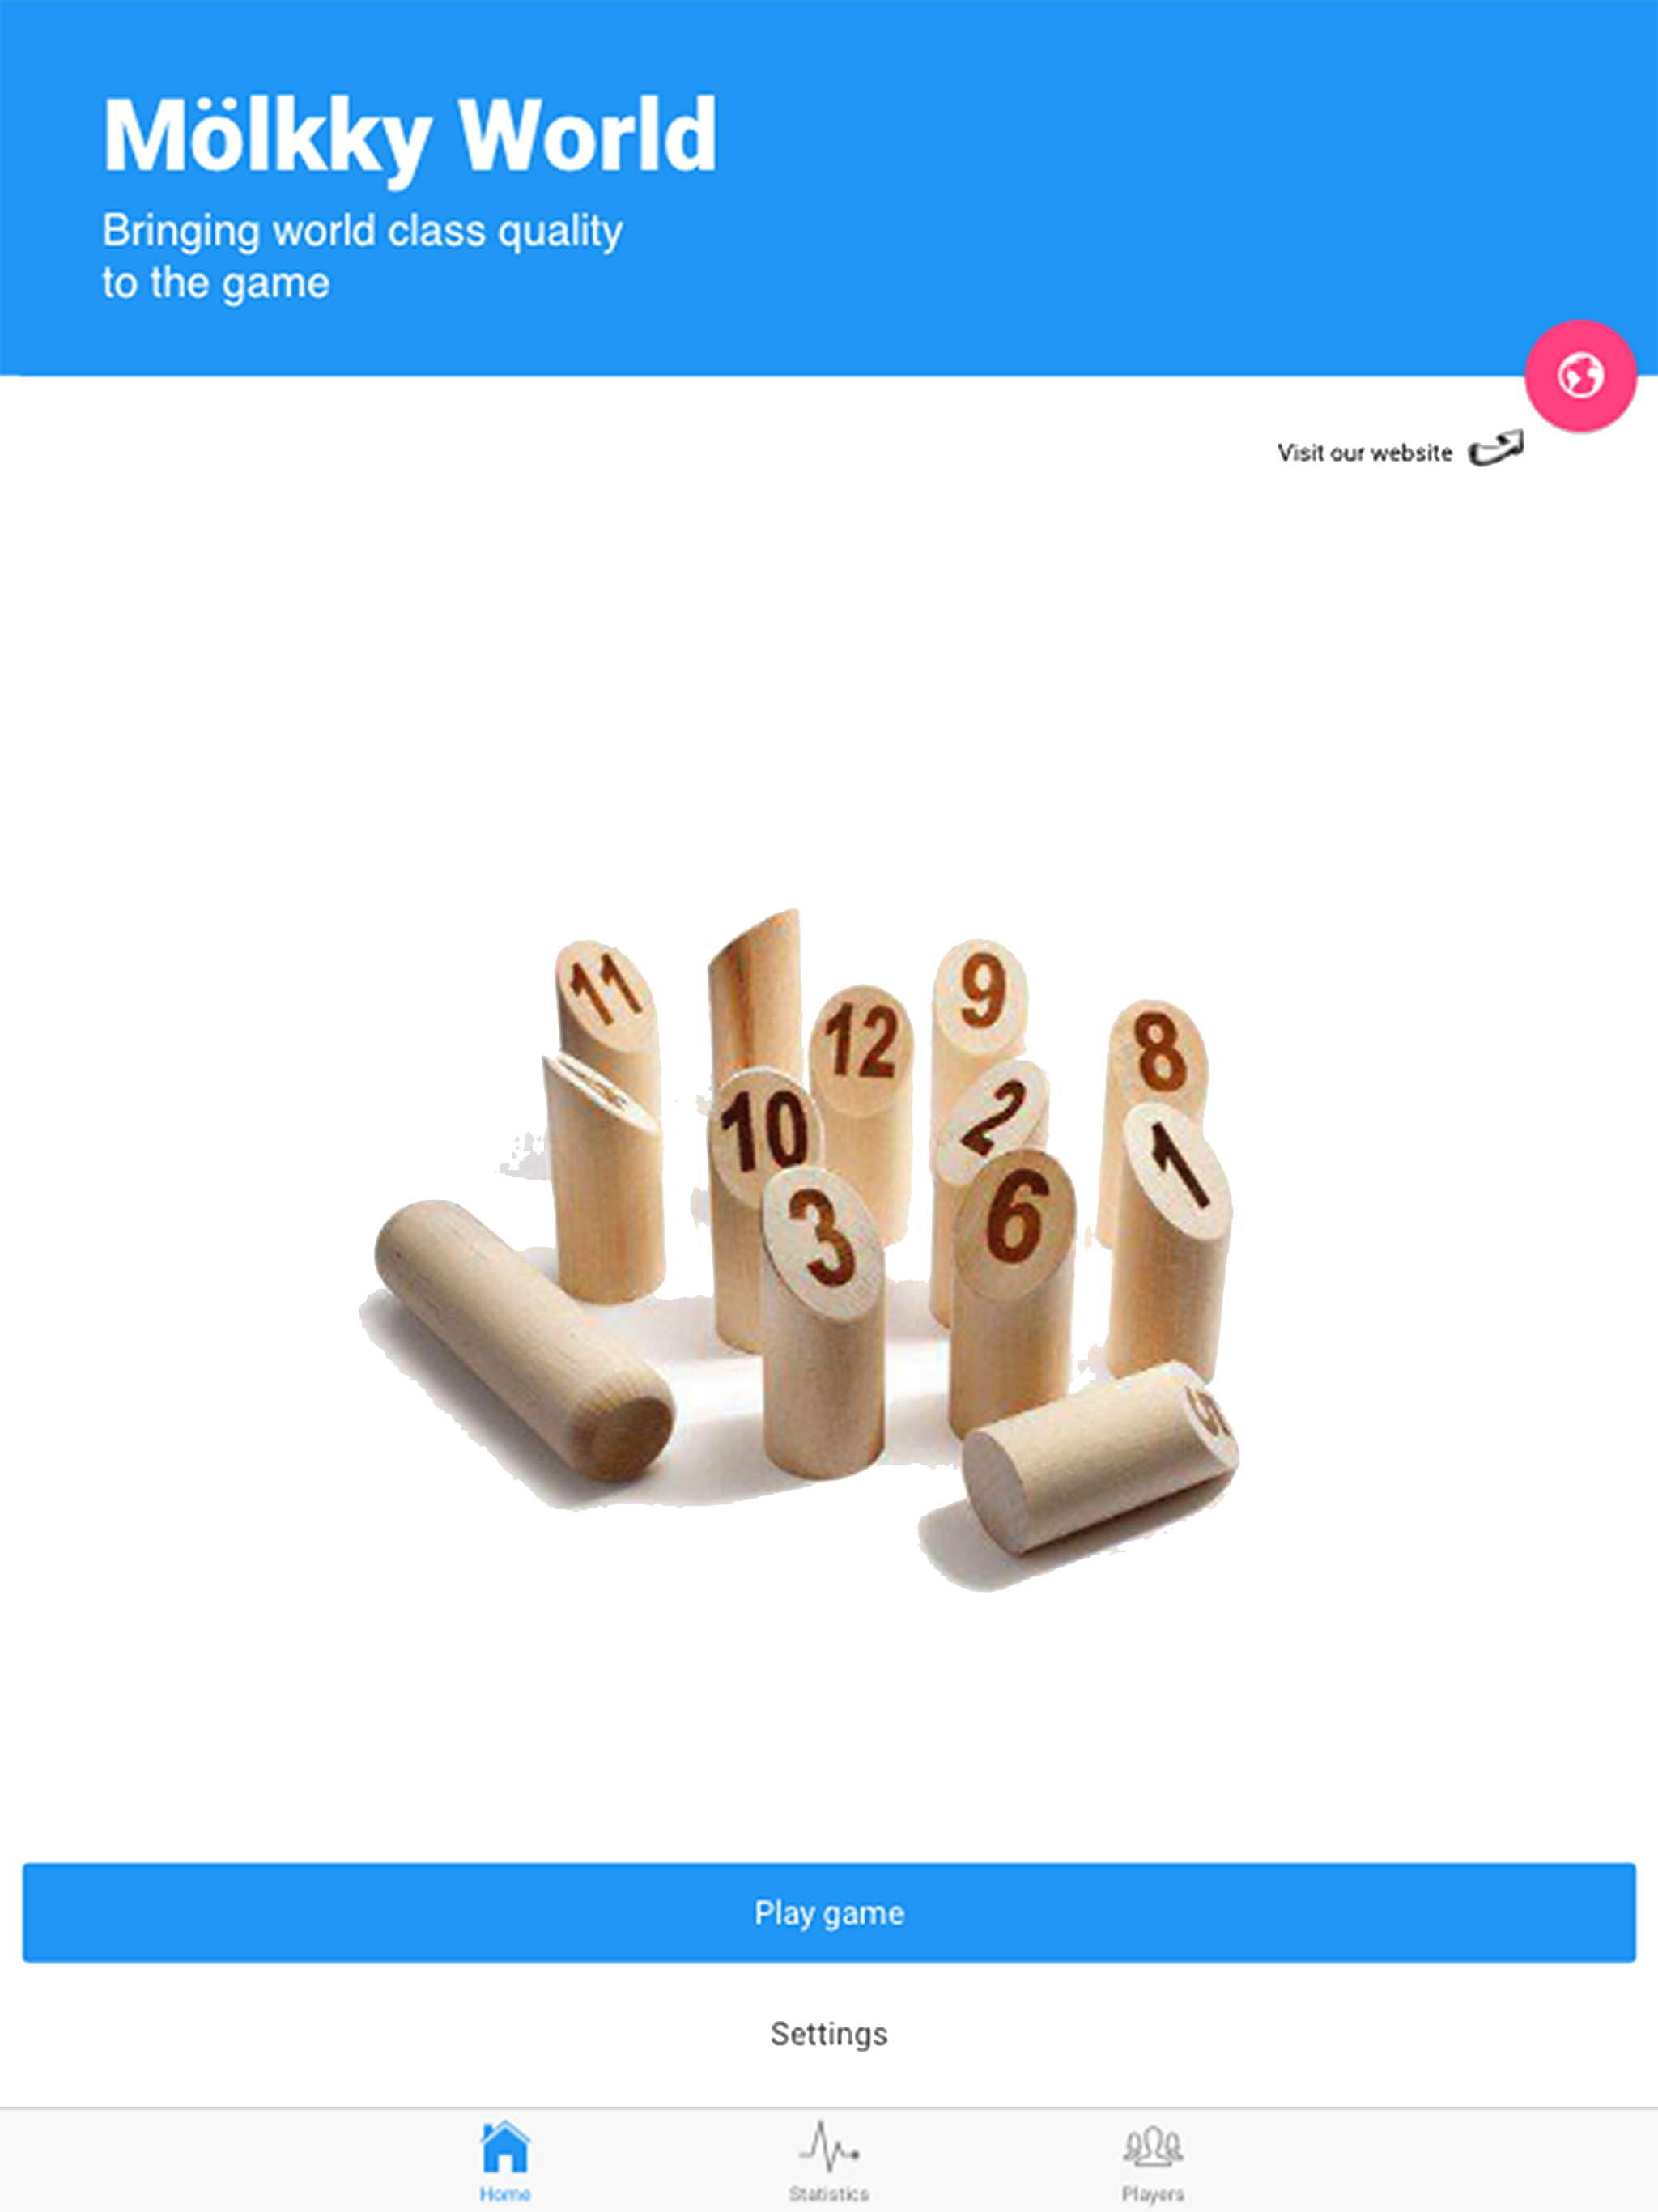 Mölkky World
Bringing world class quality
to the game
Visit our website
11
9
12
8
10
2
1
3
6
5
Play game
Settings
Home
Statistics
Players